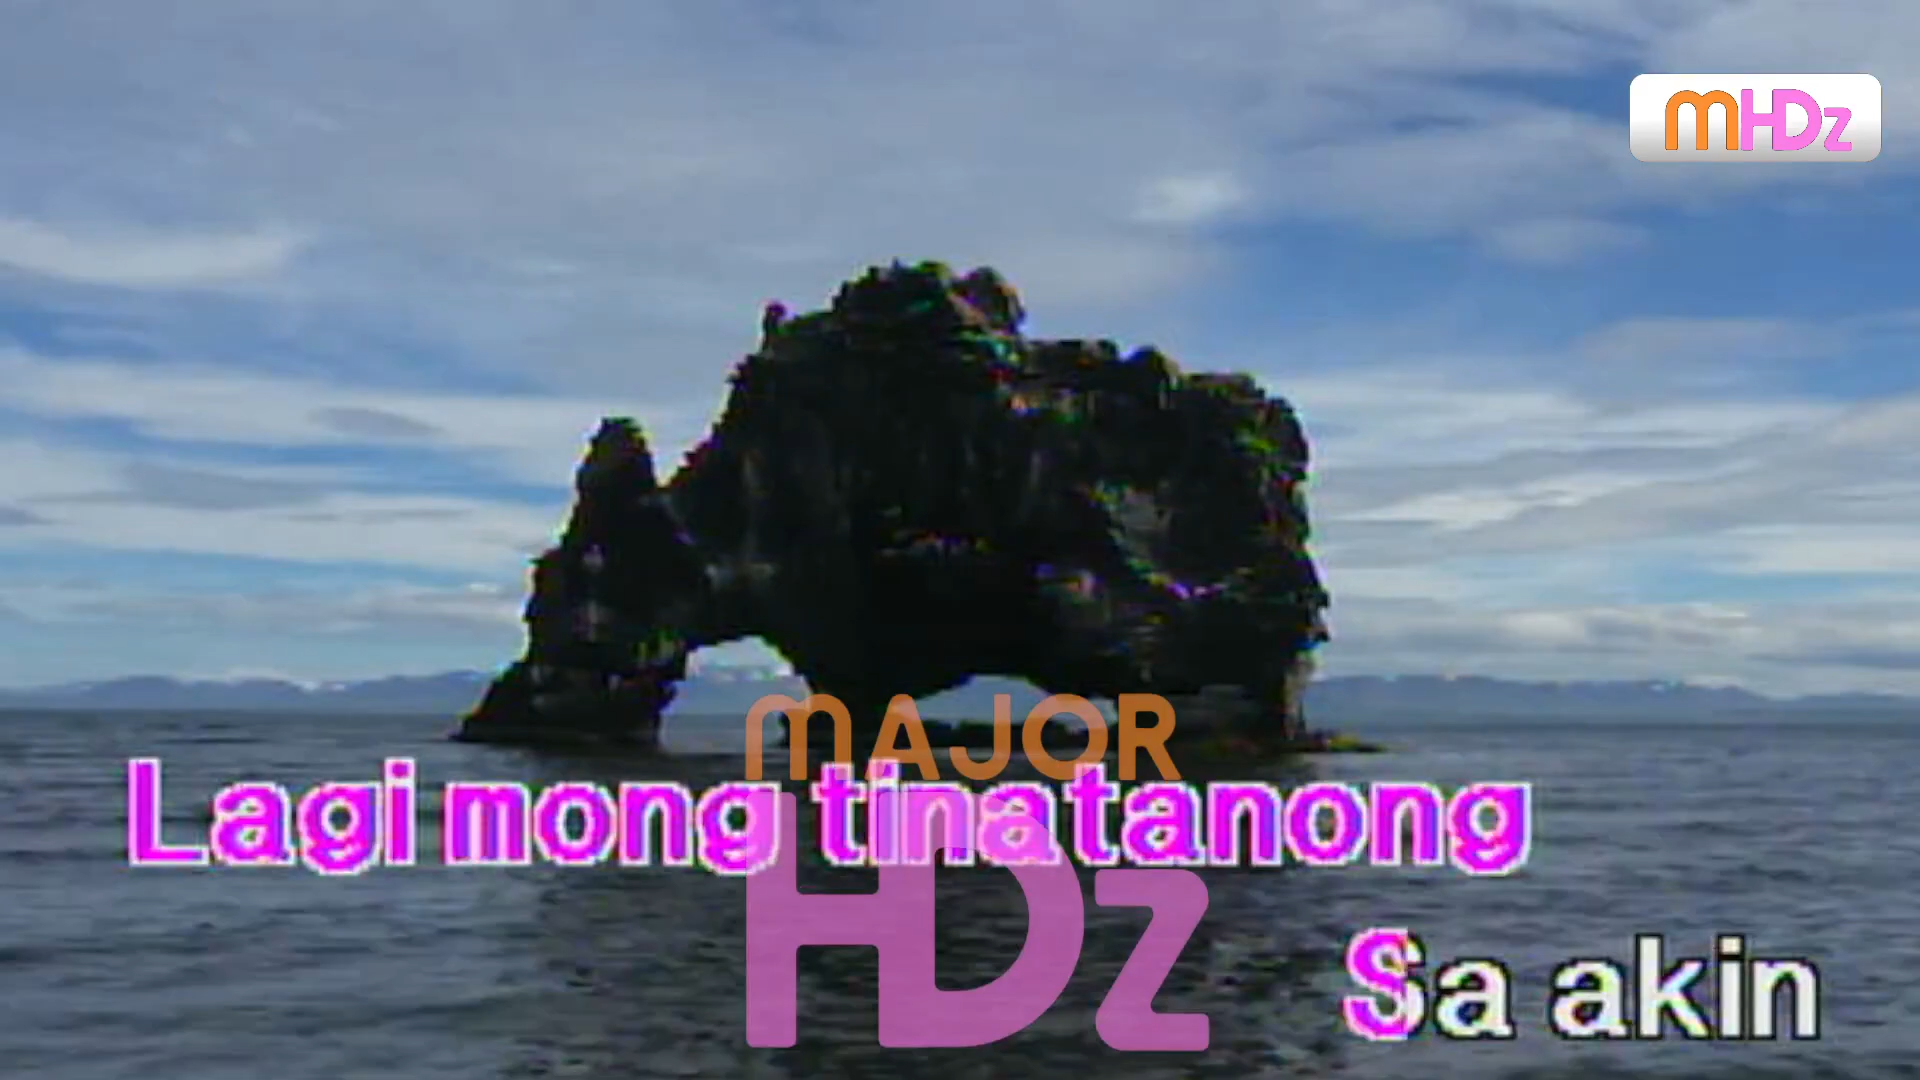 MHDz
MAJOR
Lagi mong tinatanong
HDz
Sa akin